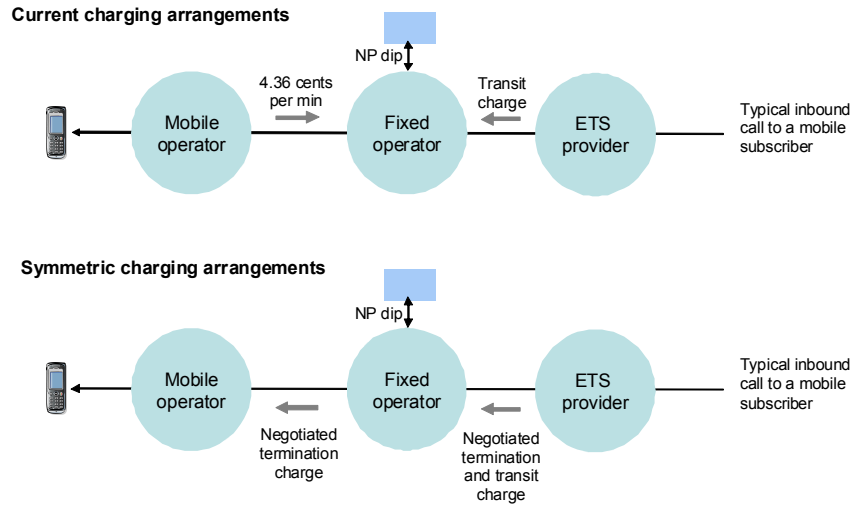 Current charging arrangements
NP dip
4.36 cents
per min
Transit
charge
Mobile
operator
Fixed
operator
ETS
provider
Typical inbound
call to a mobile
subscriber
Symmetric charging arrangements
NP dip
Mobile
operator
Fixed
operator
ETS
provider
Typical inbound
call to a mobile
subscriber
Negotiated
termination
charge
Negotiated
termination
and transit
charge